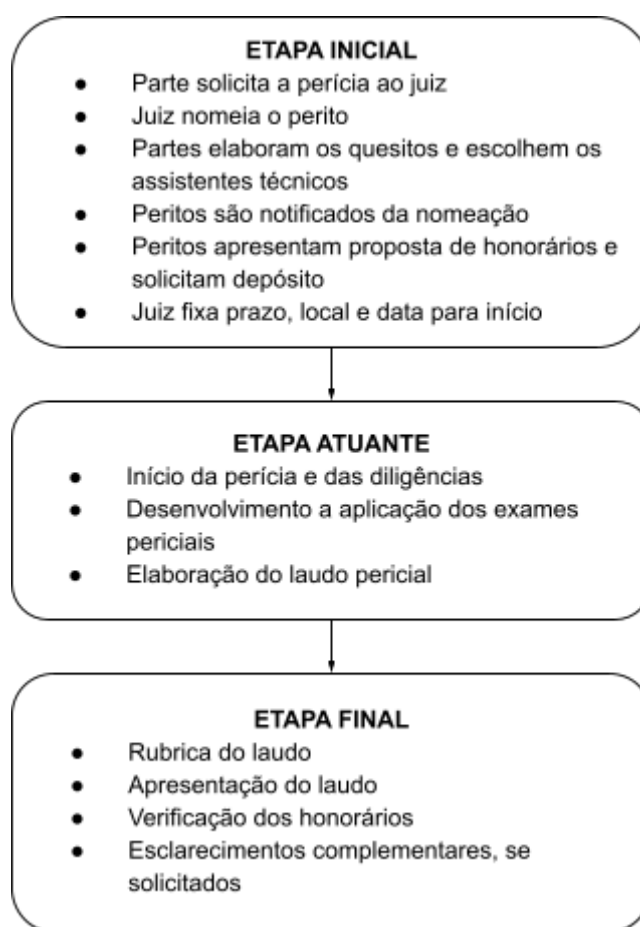 ETAPA INICIAL
● Parte solicita a perícia ao juiz
● Juiz nomeia o perito
● Partes elaboram os quesitos e escolhem os
assistentes técnicos
● Peritos são notificados da nomeação
● Peritos apresentam proposta de honorários e
solicitam depósito
● Juiz fixa prazo, local e data para início
ETAPA ATUANTE
● Início da perícia e das diligências
● Desenvolvimento a aplicação dos exames
periciais
● Elaboração do laudo pericial
ETAPA FINAL
● Rubrica do laudo
● Apresentação do laudo
● Verificação dos honorários
● Esclarecimentos complementares, se
solicitados